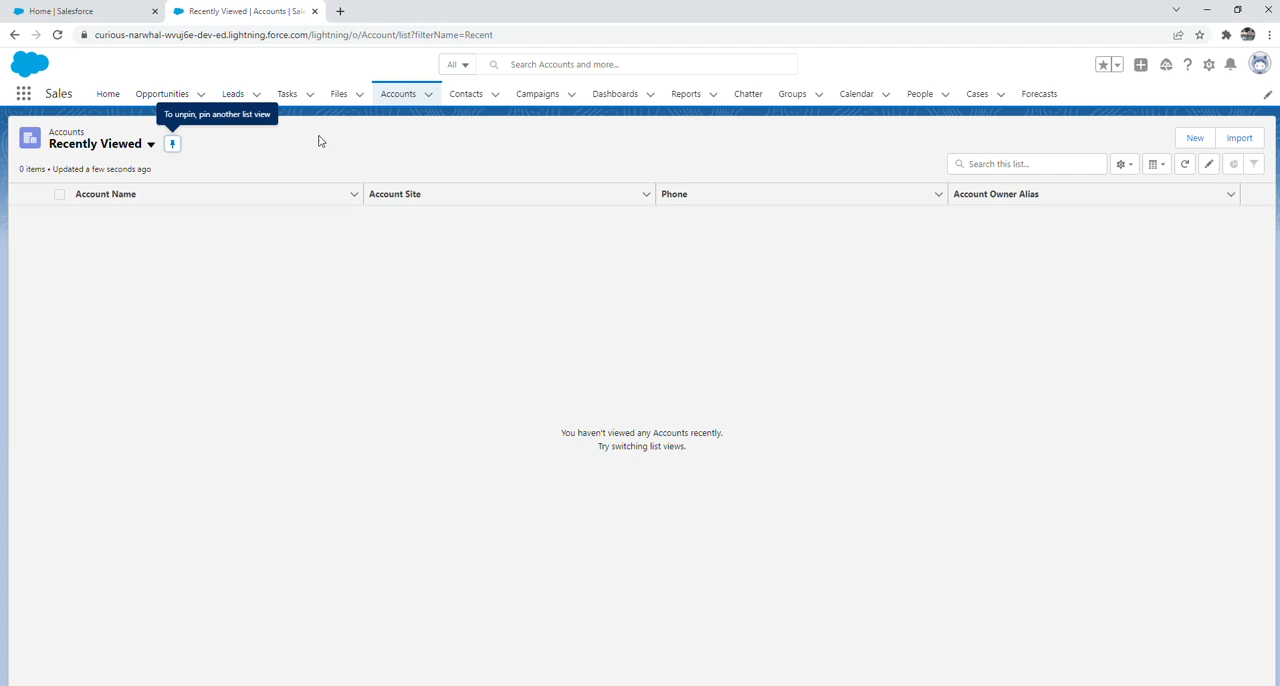 Home | Salesforce
Recently Viewed | Accounts | Sale
curious-narwhal-wvuj6e-dev-ed.lightning.force.com/lightning/o/Account/list?filterName=Recent
All
Search Accounts and more...
Sales
Home
Opportunities
Leads
Tasks
Files
Accounts
Contacts
Campaigns
Dashboards
Reports
Chatter
Groups
Calendar
People
Cases
Forecasts
To unpin, pin another list view
Accounts
Recently Viewed
New
Import
0 items • Updated a few seconds ago
Search this list...
Account Name
Account Site
Phone
Account Owner Alias
You haven't viewed any Accounts recently.
Try switching list views.